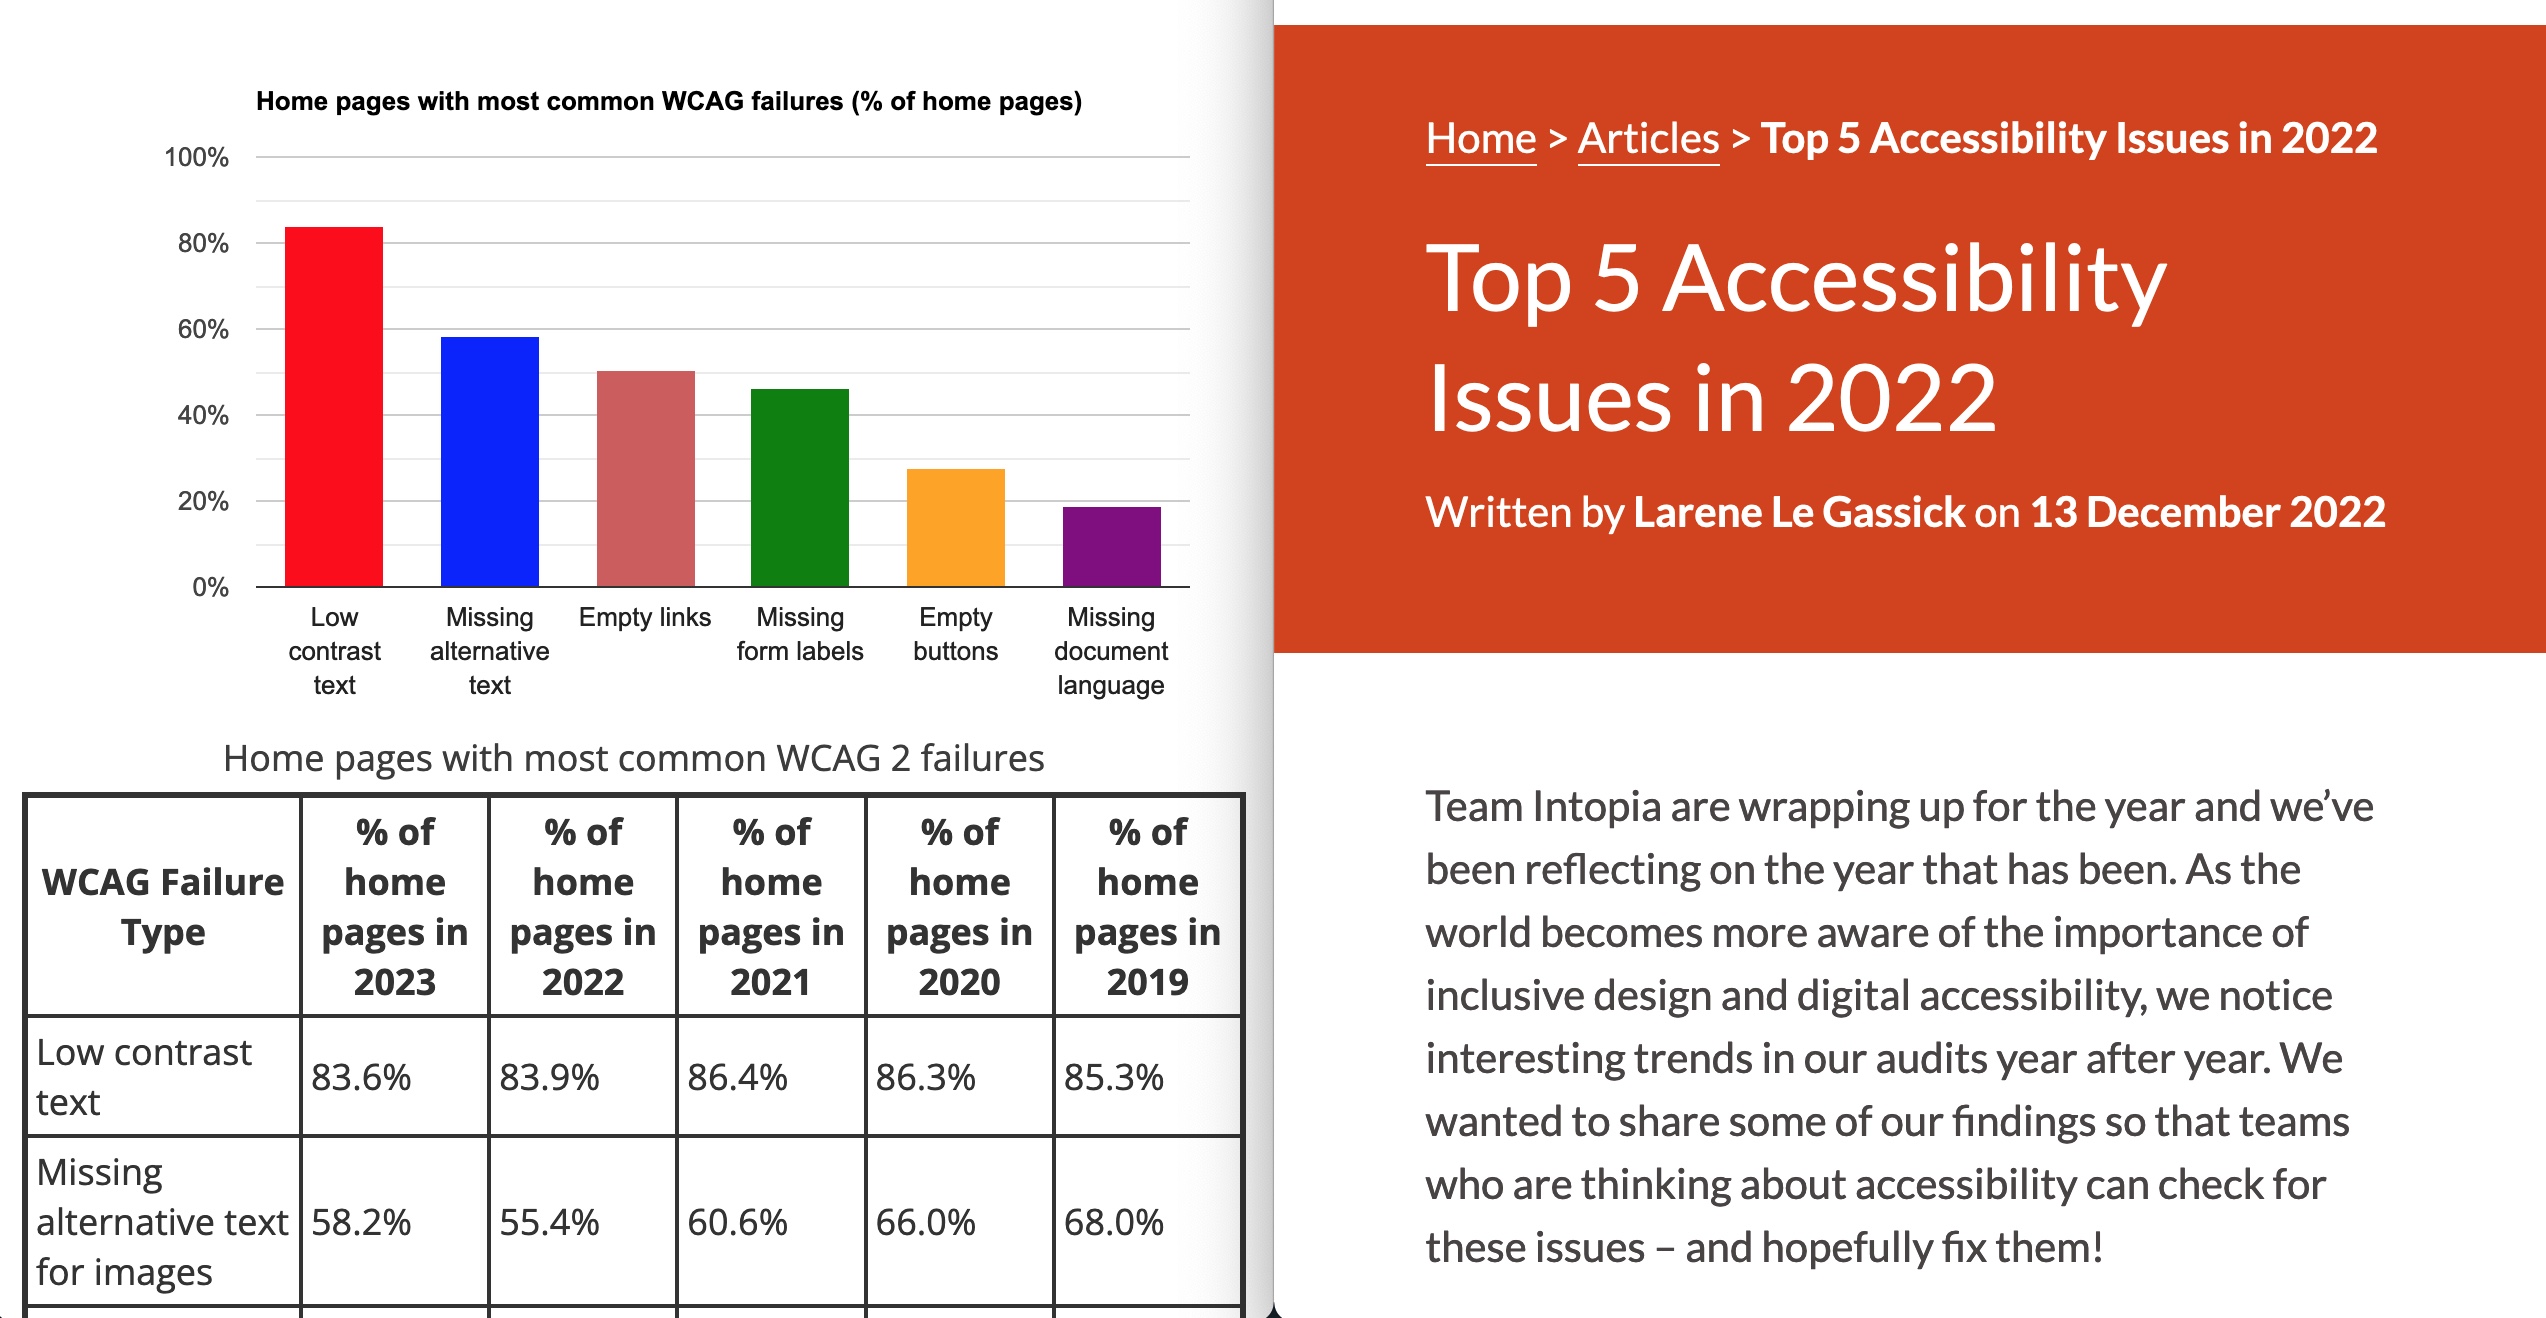 Home pages with most common WCAG failures (% of home pages)
100%
80%
60%
40%
20%
0%
Low
contrast
text
Missing
alternative
text
Empty links
Missing
form labels
Empty
buttons
Missing
document
language
Home pages with most common WCAG 2 failures
WCAG Failure
Type
% of
home
pages in
2023
% of
home
pages in
2022
% of
home
pages in
2021
% of
home
pages in
2020
% of
home
pages in
2019
Low contrast
text
83.6%
83.9%
86.4%
86.3%
85.3%
Missing
alternative text
for images
58.2%
55.4%
60.6%
66.0%
68.0%
Home > Articles > Top 5 Accessibility Issues in 2022
Top 5 Accessibility
Issues in 2022
Written by Larene Le Gassick on 13 December 2022
Team Intopia are wrapping up for the year and we’ve
been reflecting on the year that has been. As the
world becomes more aware of the importance of
inclusive design and digital accessibility, we notice
interesting trends in our audits year after year. We
wanted to share some of our findings so that teams
who are thinking about accessibility can check for
these issues – and hopefully fix them!